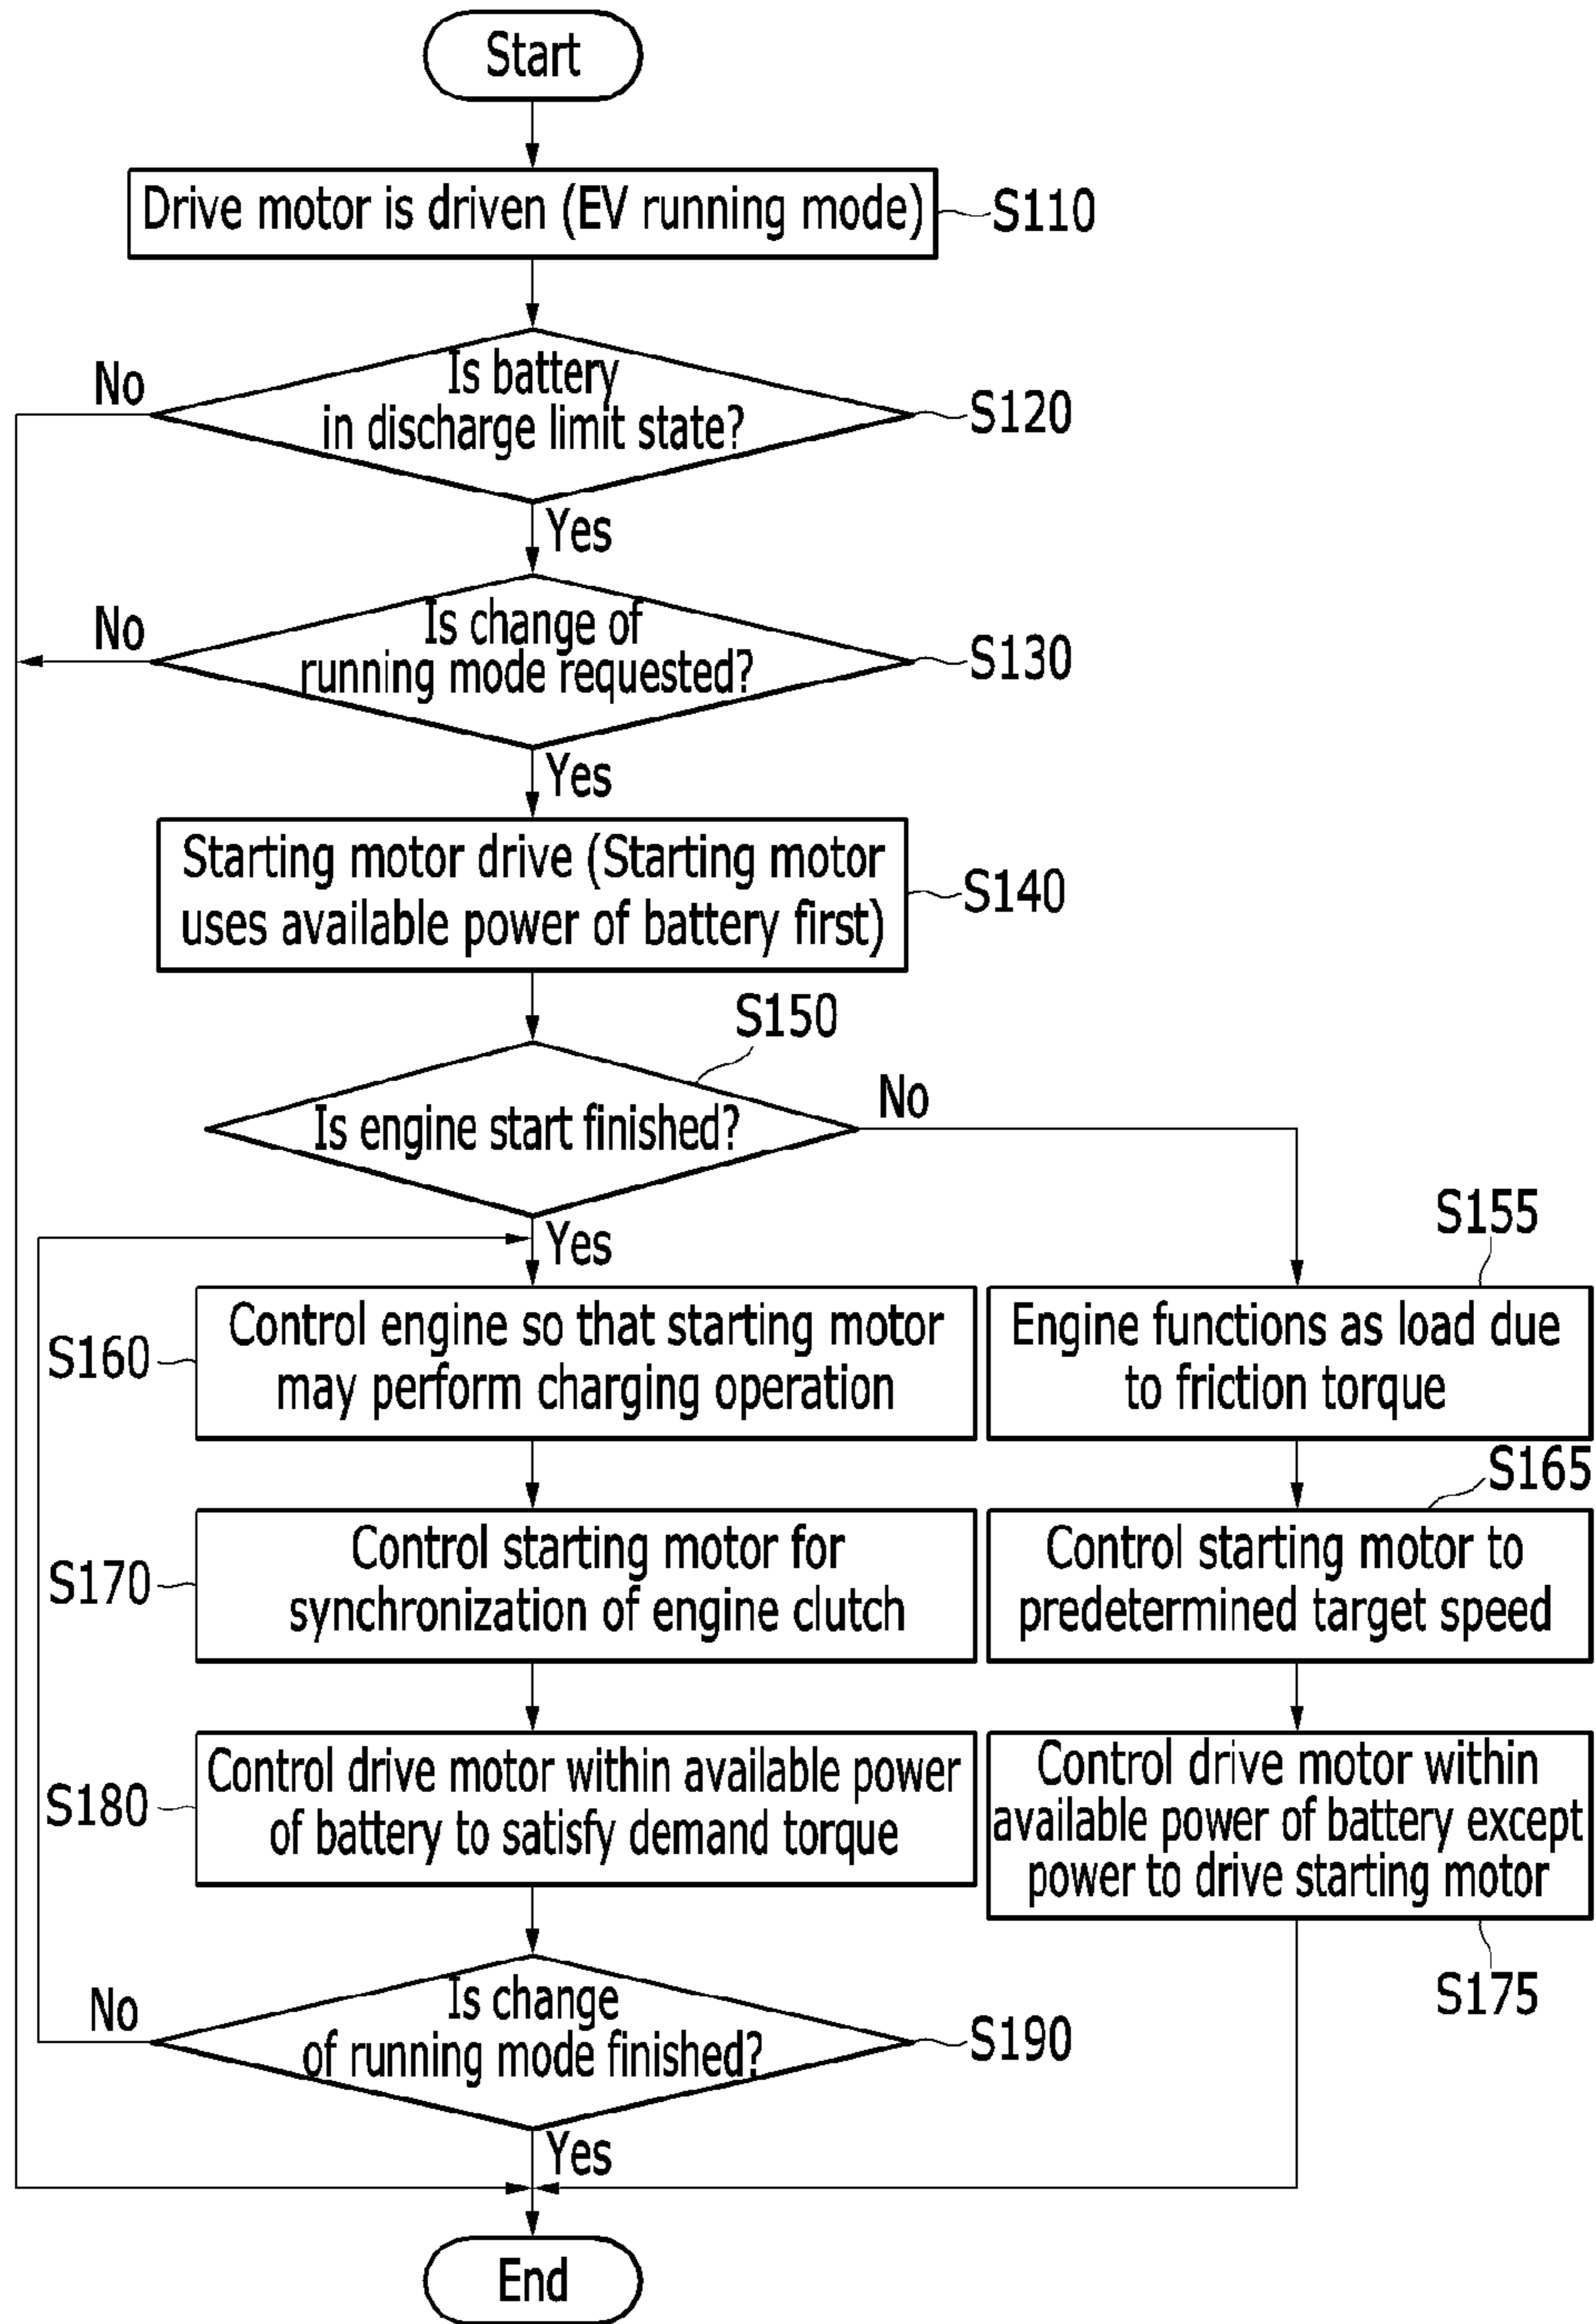 Start
Drive motor is driven (EV running mode)
S110
Is battery
in discharge limit state?
S120
No
Yes
Is change of
running mode requested?
S130
No
Yes
Starting motor drive (Starting motor
uses available power of battery first)
S140
S150
Is engine start finished?
No
Yes
S155
S160
Control engine so that starting motor
may perform charging operation
Engine functions as load due
to friction torque
S165
S170
Control starting motor for
synchronization of engine clutch
Control starting motor to
predetermined target speed
S180
Control drive motor within available power
of battery to satisfy demand torque
Control drive motor within
available power of battery except
power to drive starting motor
S175
No
Is change
of running mode finished?
S190
Yes
End